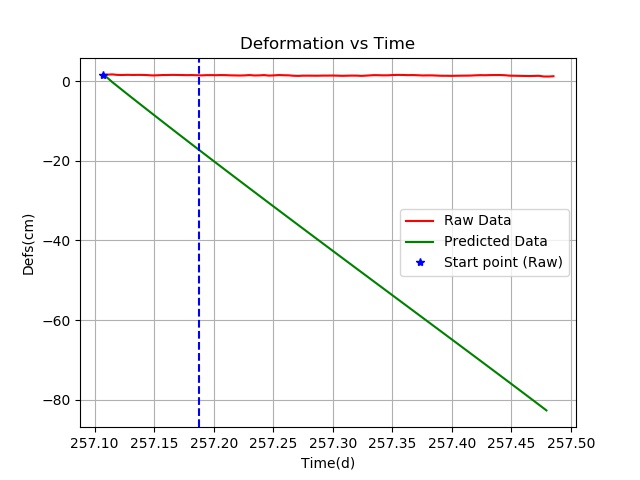 Deformation vs Time
Defs(cm)
0
−20
−40
−60
−80
Raw Data
Predicted Data
Start point (Raw)
257.10 257.15 257.20 257.25 257.30 257.35 257.40 257.45 257.50
Time(d)